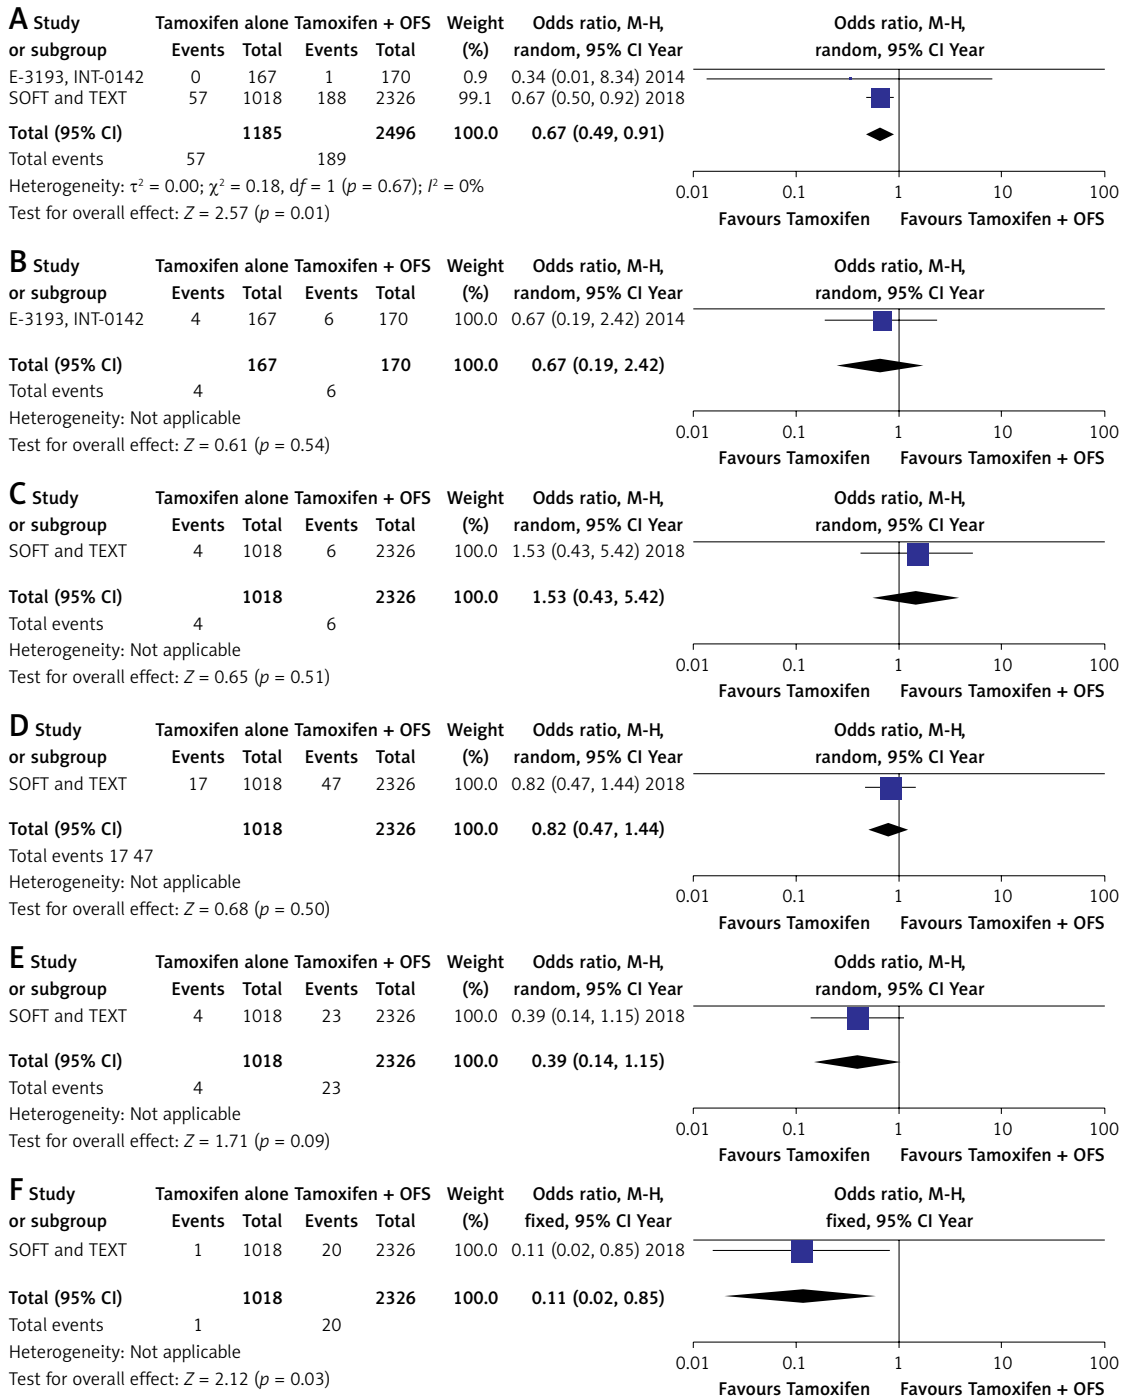 A Study Tamoxifen alone Tamoxifen + OFS Weight Odds ratio, M-H, Odds ratio, M-H,
or subgroup Events Total Events Total (%) random, 95% CI Year random, 95% CI Year
E-3193, INT-0142 0 167 1 170 0.9 0.34 (0.01, 8.34) 2014
SOFT and TEXT 57 1018 188 2326 99.1 0.67 (0.50, 0.92) 2018
Total (95% CI) 1185 2496 100.0 0.67 (0.49, 0.91)
Total events 57 189
Heterogeneity: τ² = 0.00; χ² = 0.18, df = 1 (p = 0.67); I² = 0%
Test for overall effect: Z = 2.57 (p = 0.01)
0.01 0.1 1 10 100
Favours Tamoxifen Favours Tamoxifen + OFS
B Study Tamoxifen alone Tamoxifen + OFS Weight Odds ratio, M-H, Odds ratio, M-H,
or subgroup Events Total Events Total (%) random, 95% CI Year random, 95% CI Year
E-3193, INT-0142 4 167 6 170 100.0 0.67 (0.19, 2.42) 2014
Total (95% CI) 167 170 100.0 0.67 (0.19, 2.42)
Total events 4 6
Heterogeneity: Not applicable
Test for overall effect: Z = 0.61 (p = 0.54)
0.01 0.1 1 10 100
Favours Tamoxifen Favours Tamoxifen + OFS
C Study Tamoxifen alone Tamoxifen + OFS Weight Odds ratio, M-H, Odds ratio, M-H,
or subgroup Events Total Events Total (%) random, 95% CI Year random, 95% CI Year
SOFT and TEXT 4 1018 6 2326 100.0 1.53 (0.43, 5.42) 2018
Total (95% CI) 1018 2326 100.0 1.53 (0.43, 5.42)
Total events 4 6
Heterogeneity: Not applicable
Test for overall effect: Z = 0.65 (p = 0.51)
0.01 0.1 1 10 100
Favours Tamoxifen Favours Tamoxifen + OFS
D Study Tamoxifen alone Tamoxifen + OFS Weight Odds ratio, M-H, Odds ratio, M-H,
or subgroup Events Total Events Total (%) random, 95% CI Year random, 95% CI Year
SOFT and TEXT 17 1018 47 2326 100.0 0.82 (0.47, 1.44) 2018
Total (95% CI) 1018 2326 100.0 0.82 (0.47, 1.44)
Total events 17 47
Heterogeneity: Not applicable
Test for overall effect: Z = 0.68 (p = 0.50)
0.01 0.1 1 10 100
Favours Tamoxifen Favours Tamoxifen + OFS
E Study Tamoxifen alone Tamoxifen + OFS Weight Odds ratio, M-H, Odds ratio, M-H,
or subgroup Events Total Events Total (%) random, 95% CI Year random, 95% CI Year
SOFT and TEXT 4 1018 23 2326 100.0 0.39 (0.14, 1.15) 2018
Total (95% CI) 1018 2326 100.0 0.39 (0.14, 1.15)
Total events 4 23
Heterogeneity: Not applicable
Test for overall effect: Z = 1.71 (p = 0.09)
0.01 0.1 1 10 100
Favours Tamoxifen Favours Tamoxifen + OFS
F Study Tamoxifen alone Tamoxifen + OFS Weight Odds ratio, M-H, Odds ratio, M-H,
or subgroup Events Total Events Total (%) fixed, 95% CI Year fixed, 95% CI Year
SOFT and TEXT 1 1018 20 2326 100.0 0.11 (0.02, 0.85) 2018
Total (95% CI) 1018 2326 100.0 0.11 (0.02, 0.85)
Total events 1 20
Heterogeneity: Not applicable
Test for overall effect: Z = 2.12 (p = 0.03)
0.01 0.1 1 10 100
Favours Tamoxifen Favours Tamoxifen + OFS